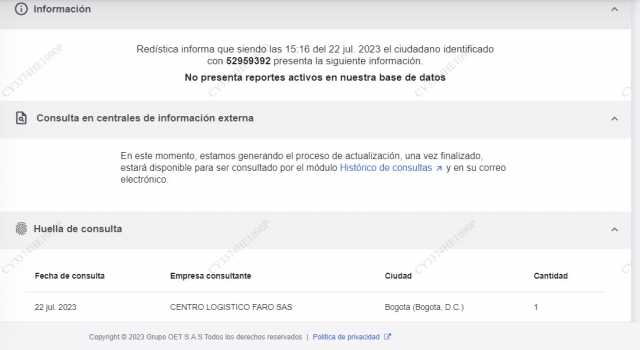 Información
Redística informa que siendo las 15:16 del 22 jul. 2023 el ciudadano identificado
con 52959392 presenta la siguiente información.
No presenta reportes activos en nuestra base de datos
Consulta en centrales de información externa
En este momento, estamos generando el proceso de actualización, una vez finalizado,
estará disponible para ser consultado por el módulo Histórico de consultas y en su correo
electrónico.
Huella de consulta
Fecha de consulta Empresa consultante Ciudad Cantidad
22 jul. 2023 CENTRO LOGISTICO FARO SAS Bogota (Bogota, D.C.) 1
Copyright © 2023 Grupo OET S.A.S Todos los derechos reservados | Política de privacidad